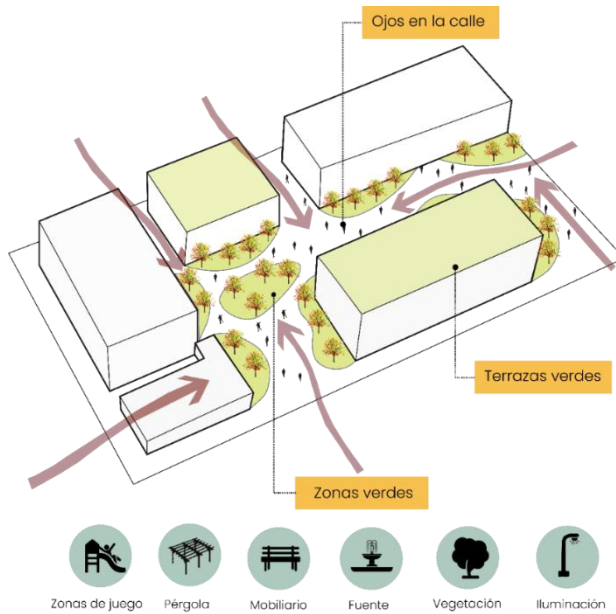 Ojos en la calle
Terrazas verdes
Zonas verdes
Zonas de juego
Pérgola
Mobiliario
Fuente
Vegetación
Iluminación